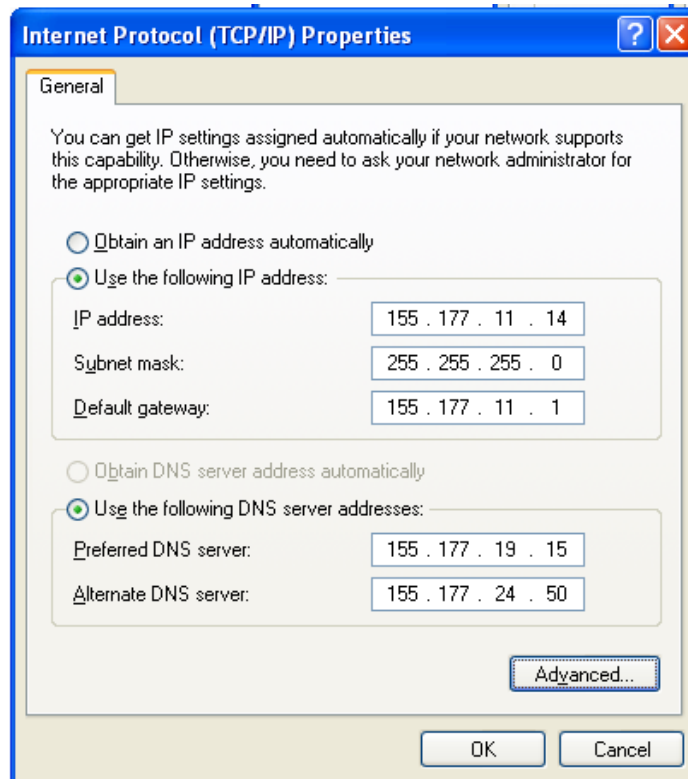 Internet Protocol (TCP/IP) Properties
General
You can get IP settings assigned automatically if your network supports
this capability. Otherwise, you need to ask your network administrator for
the appropriate IP settings.
Obtain an IP address automatically
Use the following IP address:
IP address: 155 . 177 . 11 . 14
Subnet mask: 255 . 255 . 255 . 0
Default gateway: 155 . 177 . 11 . 1
Obtain DNS server address automatically
Use the following DNS server addresses:
Preferred DNS server: 155 . 177 . 19 . 15
Alternate DNS server: 155 . 177 . 24 . 50
Advanced...
OK Cancel